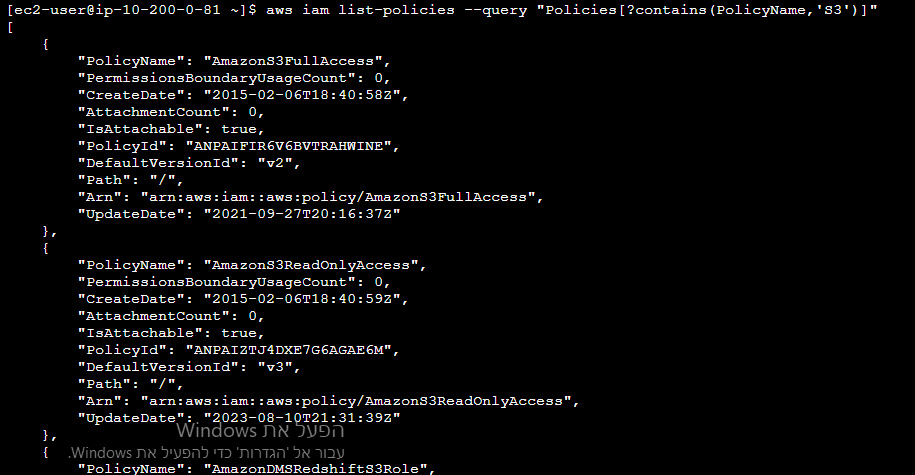 [ec2-user@ip-10-200-0-81 ~]$ aws iam list-policies --query "Policies[?contains(PolicyName,'S3')]"
[
    {
        "PolicyName": "AmazonS3FullAccess",
        "PermissionsBoundaryUsageCount": 0,
        "CreateDate": "2015-02-06T18:40:58Z",
        "AttachmentCount": 0,
        "IsAttachable": true,
        "PolicyId": "ANPAIFIR6V6BVTRAHWINE",
        "DefaultVersionId": "v2",
        "Path": "/",
        "Arn": "arn:aws:iam::aws:policy/AmazonS3FullAccess",
        "UpdateDate": "2021-09-27T20:16:37Z"
    },
    {
        "PolicyName": "AmazonS3ReadOnlyAccess",
        "PermissionsBoundaryUsageCount": 0,
        "CreateDate": "2015-02-06T18:40:59Z",
        "AttachmentCount": 0,
        "IsAttachable": true,
        "PolicyId": "ANPAIZTJ4DXE7G6AGAE6M",
        "DefaultVersionId": "v3",
        "Path": "/",
        "Arn": "arn:aws:iam::aws:policy/AmazonS3ReadOnlyAccess",
        "UpdateDate": "2023-08-10T21:31:39Z"
הפעל את Windows
    },
    {
עבור אל 'הגדרות' כדי להפעיל את Windows.
        "PolicyName": "AmazonDMSRedshiftS3Role",